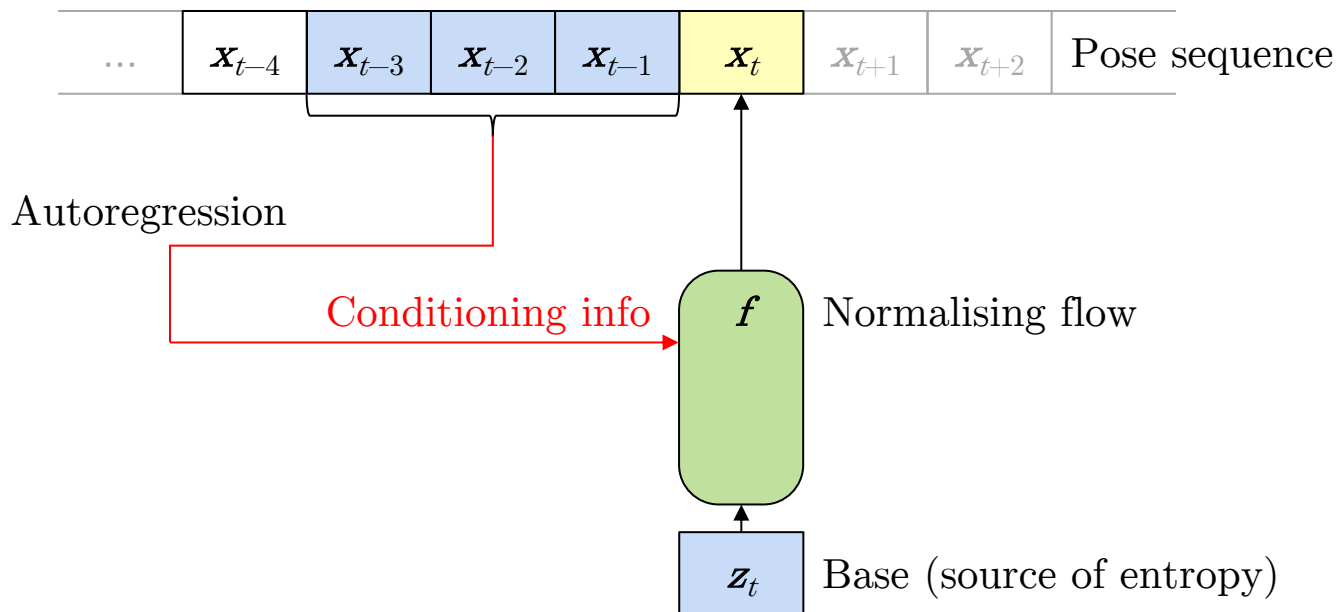 ... x_{t−4} x_{t−3} x_{t−2} x_{t−1} x_t x_{t+1} x_{t+2} Pose sequence
Autoregression
Conditioning info f Normalising flow
z_t Base (source of entropy)